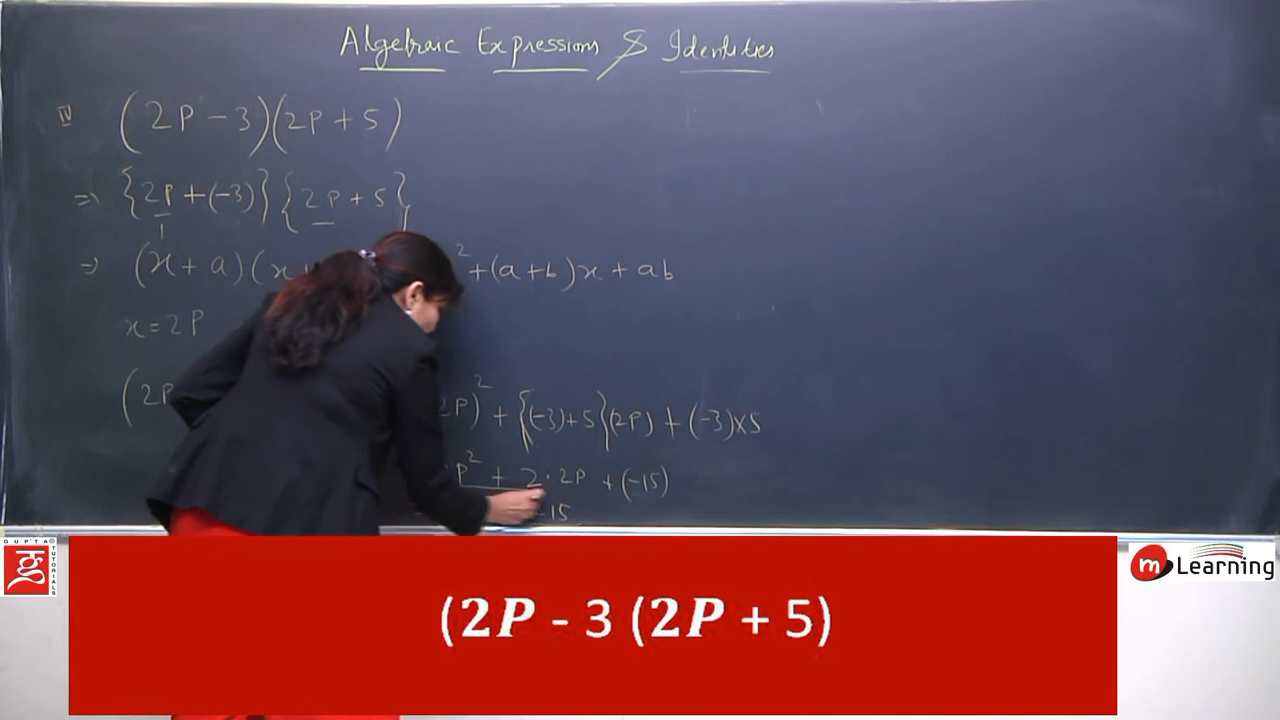 Algebraic Expressions & Identities
IV (2P - 3)(2P + 5)
⇒ {2P + (-3)} {2P + 5}
⇒ (x + a)(x 2 + (a + b)x + ab
x = 2P
(2P 2P)² + {(-3) + 5}(2P) + (-3) × 5
P² + 2 · 2P + (-15)
-15
GUPTA TUTORIALS
m Learning
(2P - 3 (2P + 5)